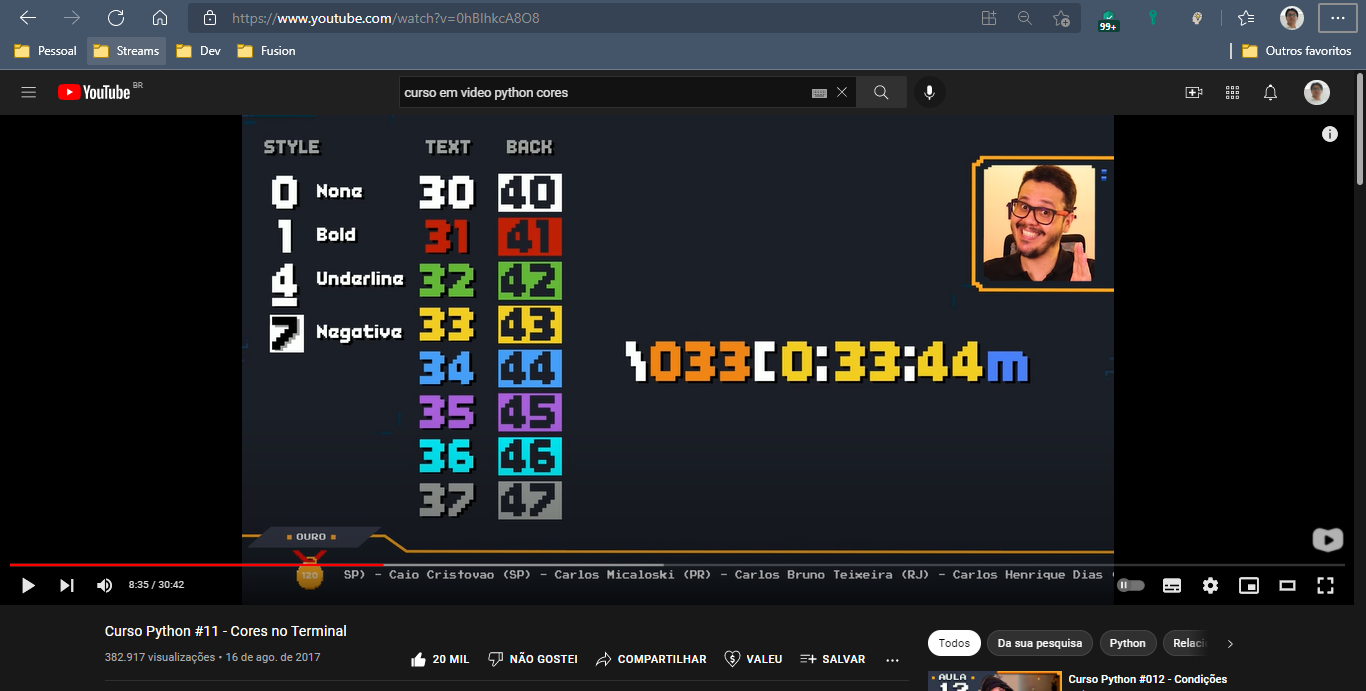 https://www.youtube.com/watch?v=0hBIhkcA8O8
99+
Pessoal
Streams
Dev
Fusion
Outros favoritos
YouTube BR
curso em video python cores
STYLE TEXT BACK
0 None 30 40
1 Bold 31 41
4 Underline 32 42
7 Negative 33 43
34 44
35 45
36 46
37 47
\033[0:33:44m
OURO
120
SP) - Caio Cristovao (SP) - Carlos Micaloski (PR) - Carlos Bruno Teixeira (RJ) - Carlos Henrique Dias (
8:35 / 30:42
Curso Python #11 - Cores no Terminal
382.917 visualizações • 16 de ago. de 2017
20 MIL
NÃO GOSTEI
COMPARTILHAR
VALEU
SALVAR
Todos
Da sua pesquisa
Python
Relaci
AULA
12
Curso Python #012 - Condições